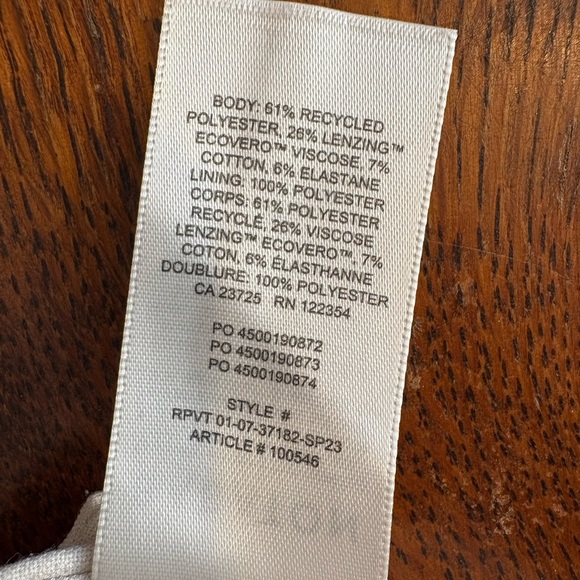 BODY: 61% RECYCLED
POLYESTER, 26% LENZING™
ECOVERO™ VISCOSE, 7%
COTTON, 6% ELASTANE
LINING: 100% POLYESTER
CORPS: 61% POLYESTER
RECYCLÉ, 26% VISCOSE
LENZING™ ECOVERO™, 7%
COTON, 6% ÉLASTHANNE
DOUBLURE: 100% POLYESTER
CA 23725 RN 122354
PO 4500190872
PO 4500190873
PO 4500190874
STYLE #
RPVT 01-07-37182-SP23
ARTICLE # 100546